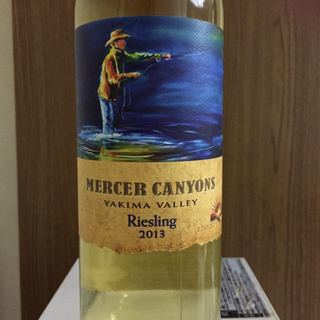 MERCER CANYONS
YAKIMA VALLEY
Riesling
2013